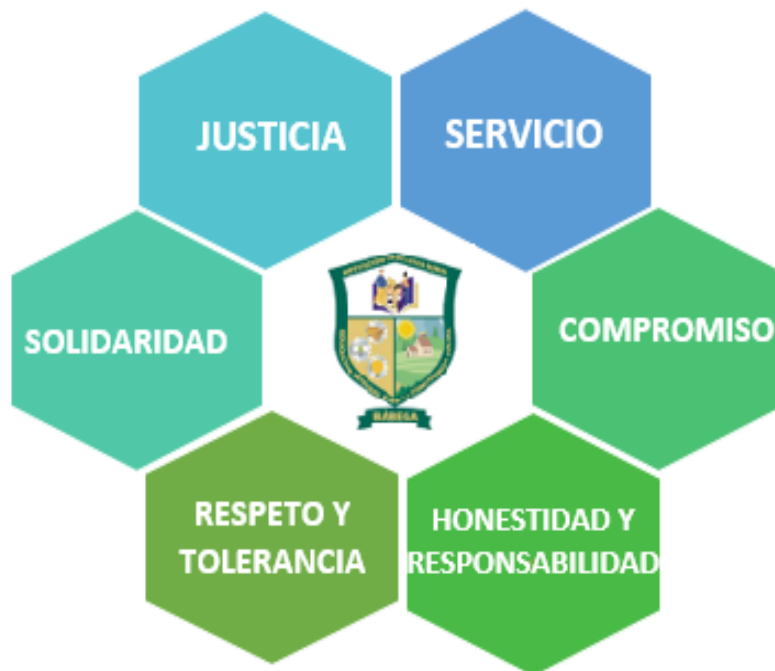 JUSTICIA
SERVICIO
SOLIDARIDAD
COMPROMISO
RESPETO Y
TOLERANCIA
HONESTIDAD Y
RESPONSABILIDAD